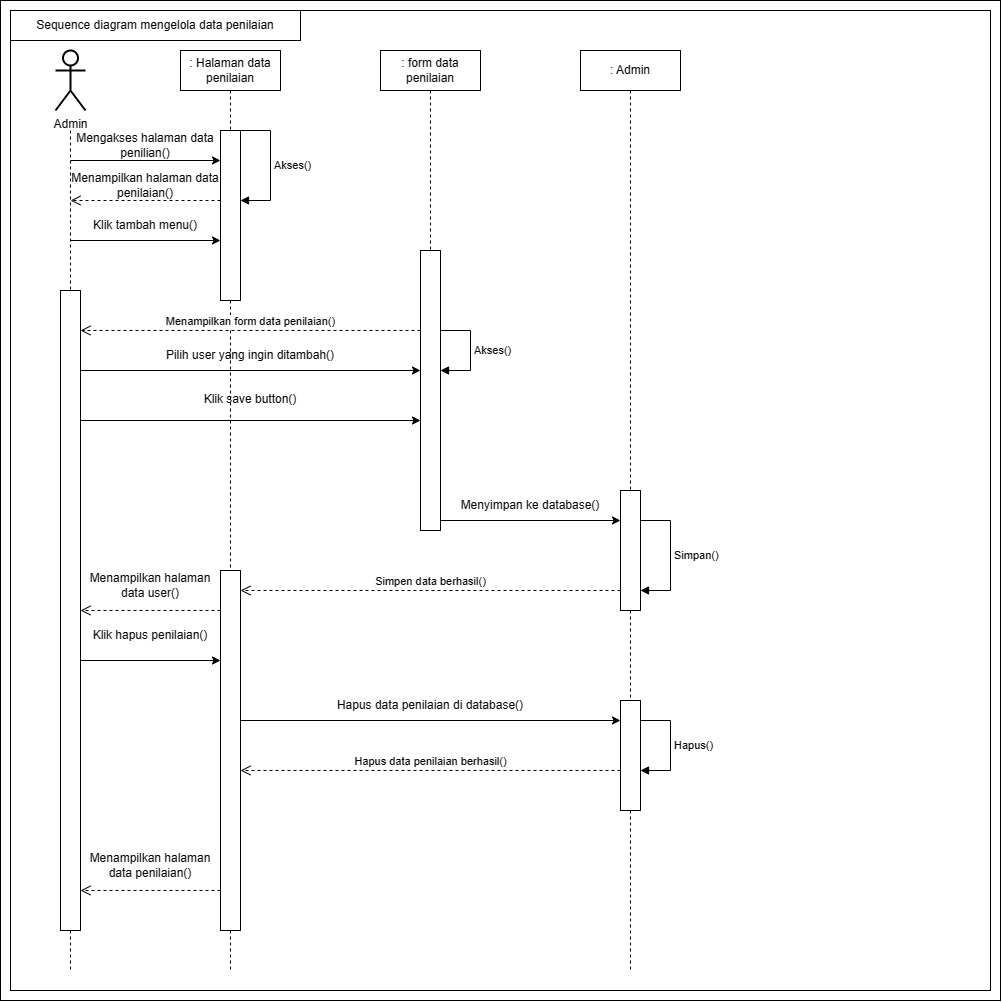 Sequence diagram mengelola data penilaian
: Halaman data
penilaian
: form data
penilaian
: Admin
Admin
Mengakses halaman data
penilian()
Akses()
Menampilkan halaman data
penilaian()
Klik tambah menu()
Menampilkan form data penilaian()
Akses()
Pilih user yang ingin ditambah()
Klik save button()
Menyimpan ke database()
Simpan()
Simpen data berhasil()
Menampilkan halaman
data user()
Klik hapus penilaian()
Hapus data penilaian di database()
Hapus()
Hapus data penilaian berhasil()
Menampilkan halaman
data penilaian()